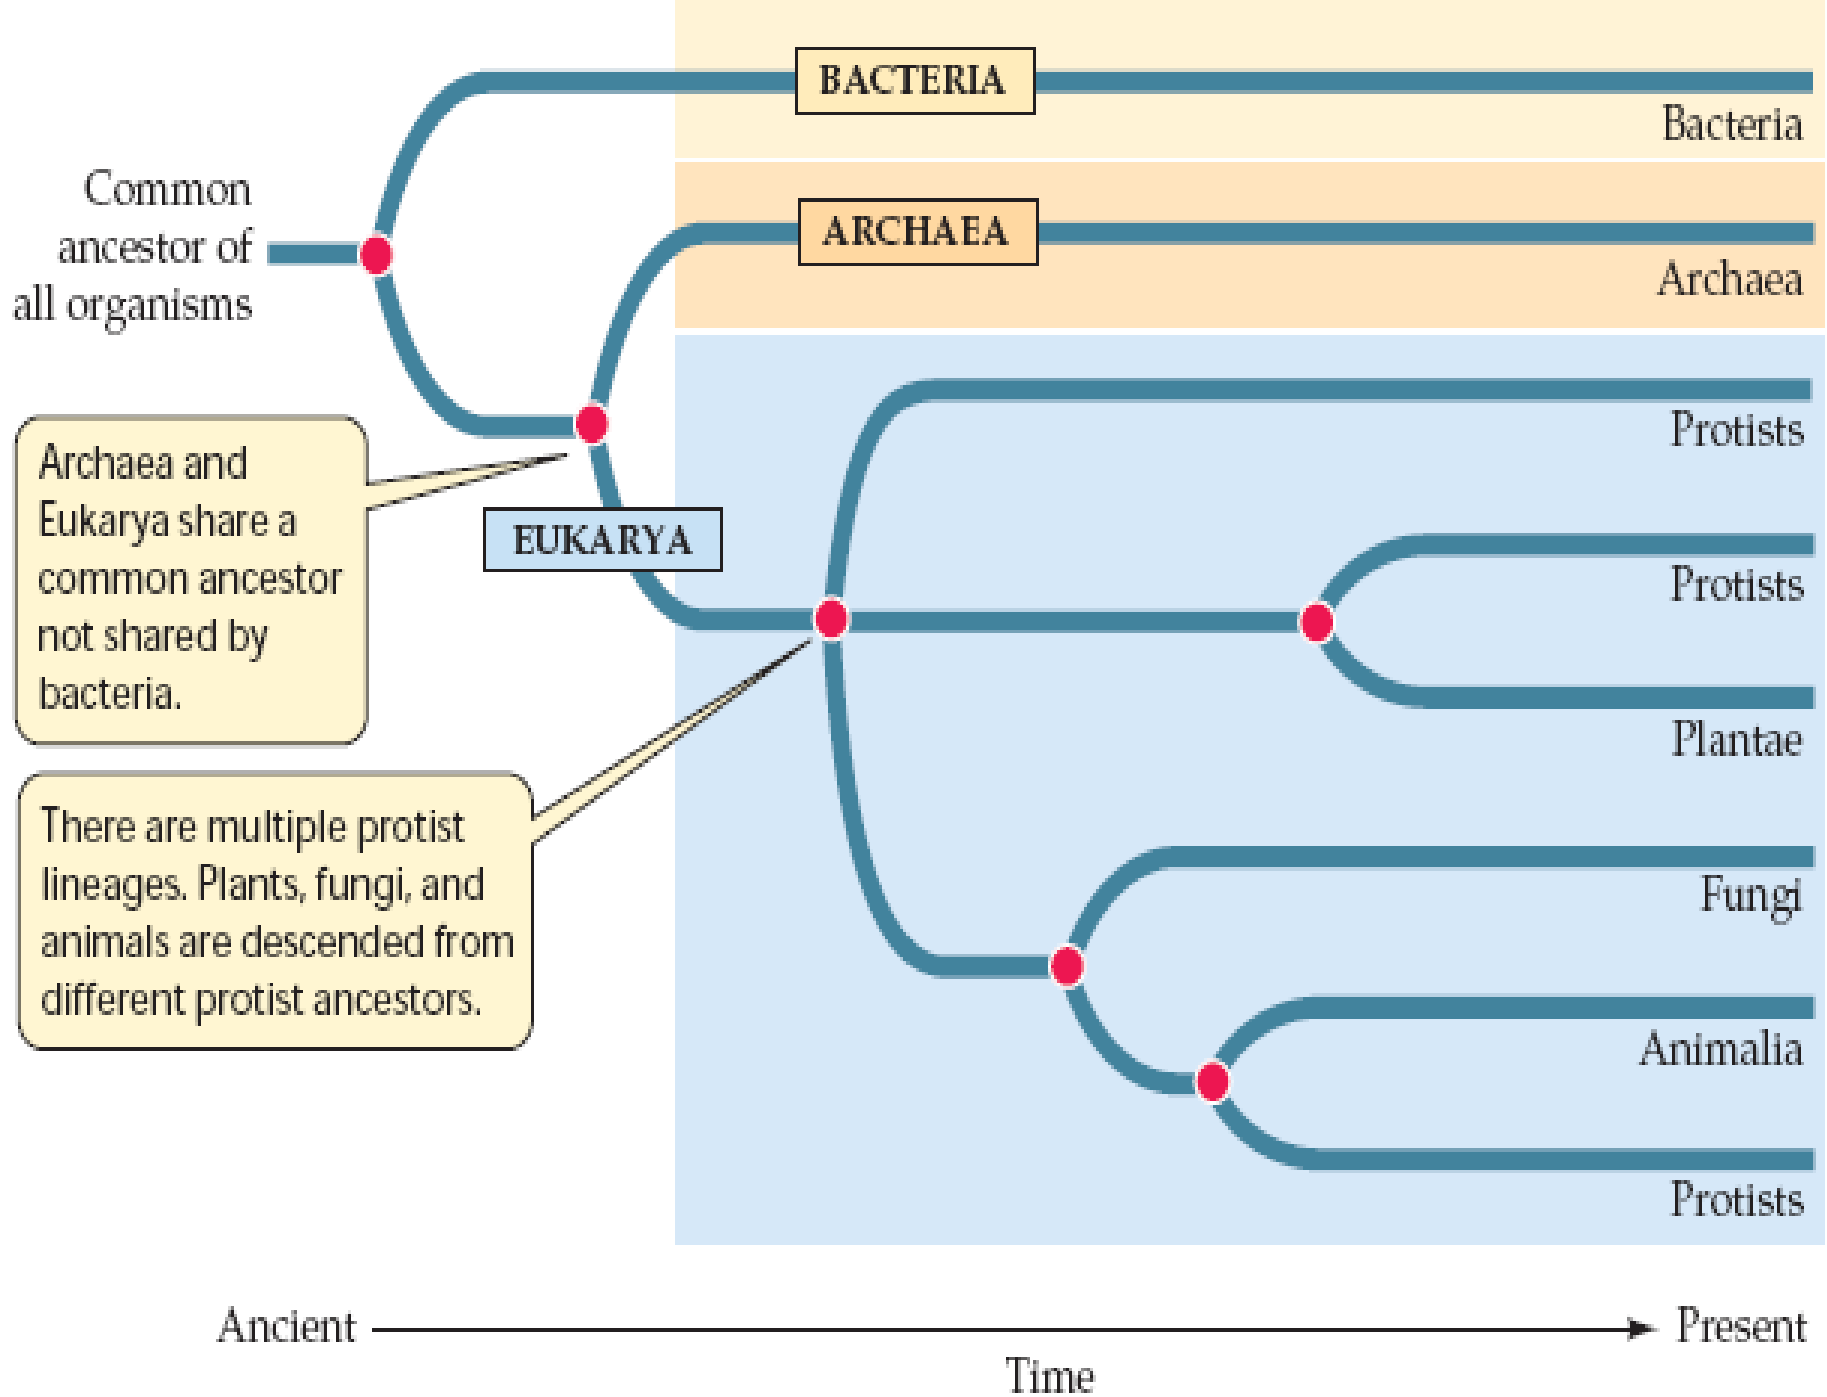 BACTERIA
Bacteria
Common
ancestor of
all organisms
ARCHAEA
Archaea
Protists
Archaea and
Eukarya share a
common ancestor
not shared by
bacteria.
EUKARYA
Protists
Plantae
There are multiple protist
lineages. Plants, fungi, and
animals are descended from
different protist ancestors.
Fungi
Animalia
Protists
Ancient
Present
Time